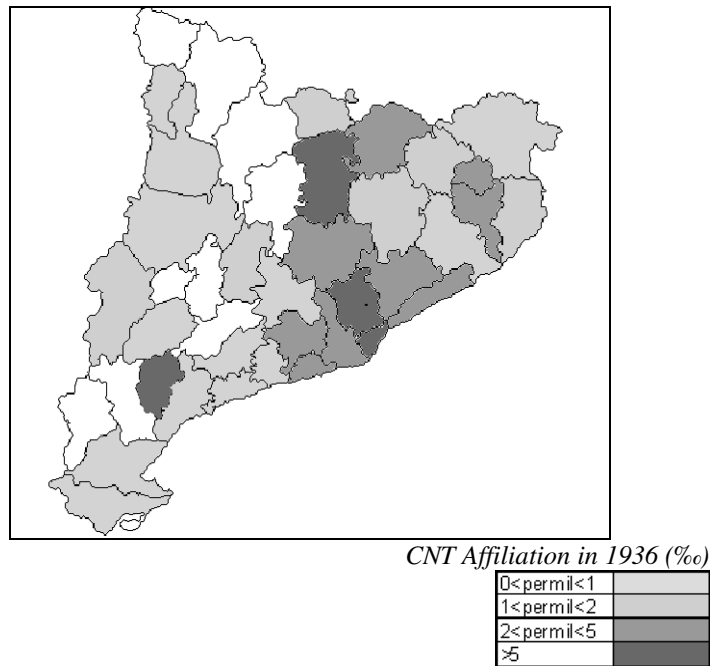 CNT Affiliation in 1936 (‰)
0<permil<1
1<permil<2
2<permil<5
>5